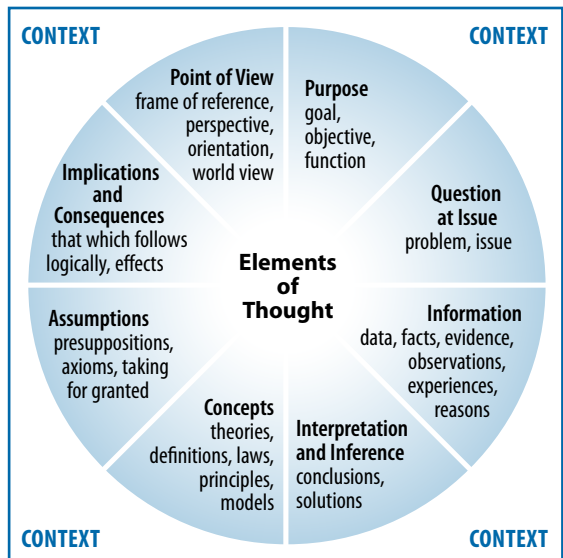 CONTEXT
CONTEXT
Point of View
frame of reference,
perspective,
orientation,
world view
Purpose
goal,
objective,
function
Implications
and
Consequences
that which follows
logically, effects
Question
at Issue
problem, issue
Elements
of
Thought
Assumptions
presuppositions,
axioms, taking
for granted
Information
data, facts, evidence,
observations,
experiences,
reasons
Concepts
theories,
definitions, laws,
principles,
models
Interpretation
and Inference
conclusions,
solutions
CONTEXT
CONTEXT